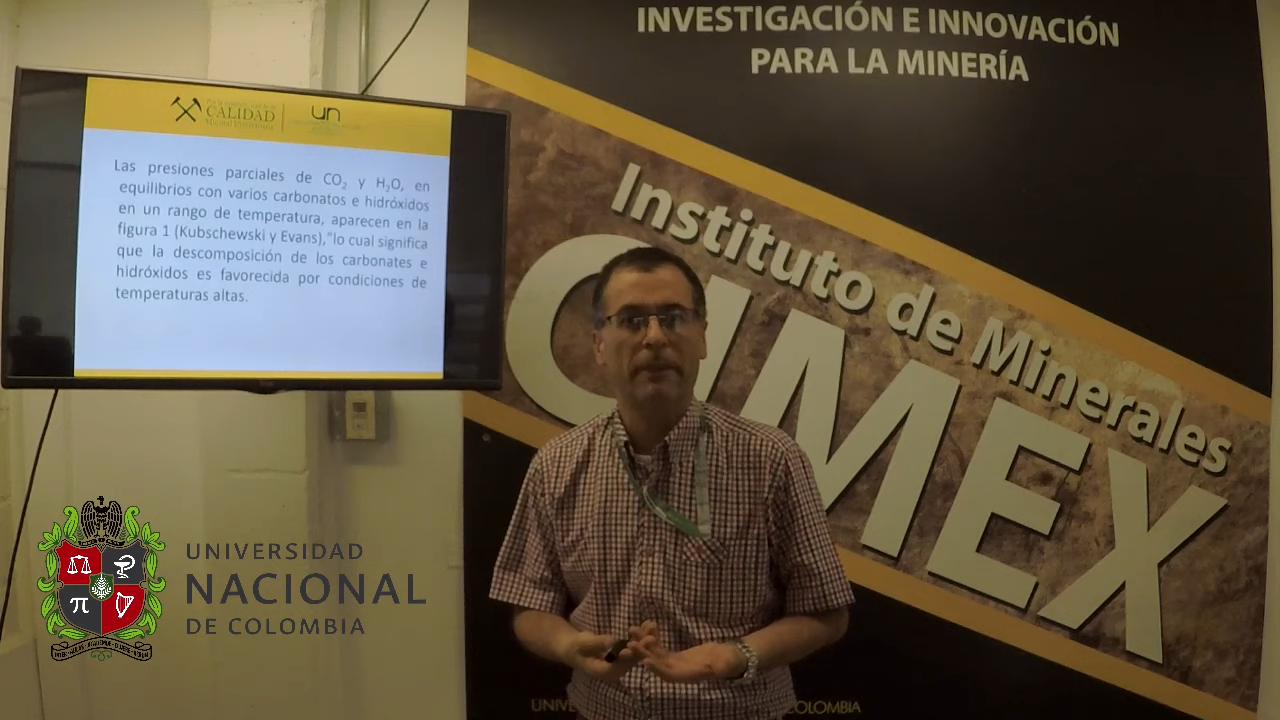 INVESTIGACIÓN E INNOVACIÓN
PARA LA MINERÍA
Instituto de Minerales
CIMEX
CALIDAD
un
Las presiones parciales de CO₂ y H₂O, en
equilibrios con varios carbonatos e hidróxidos
en un rango de temperatura, aparecen en la
figura 1 (Kubschewski y Evans),"lo cual significa
que la descomposición de los carbonates e
hidróxidos es favorecida por condiciones de
temperaturas altas.
UNIVERSIDAD
NACIONAL
DE COLOMBIA
COLOMBIA